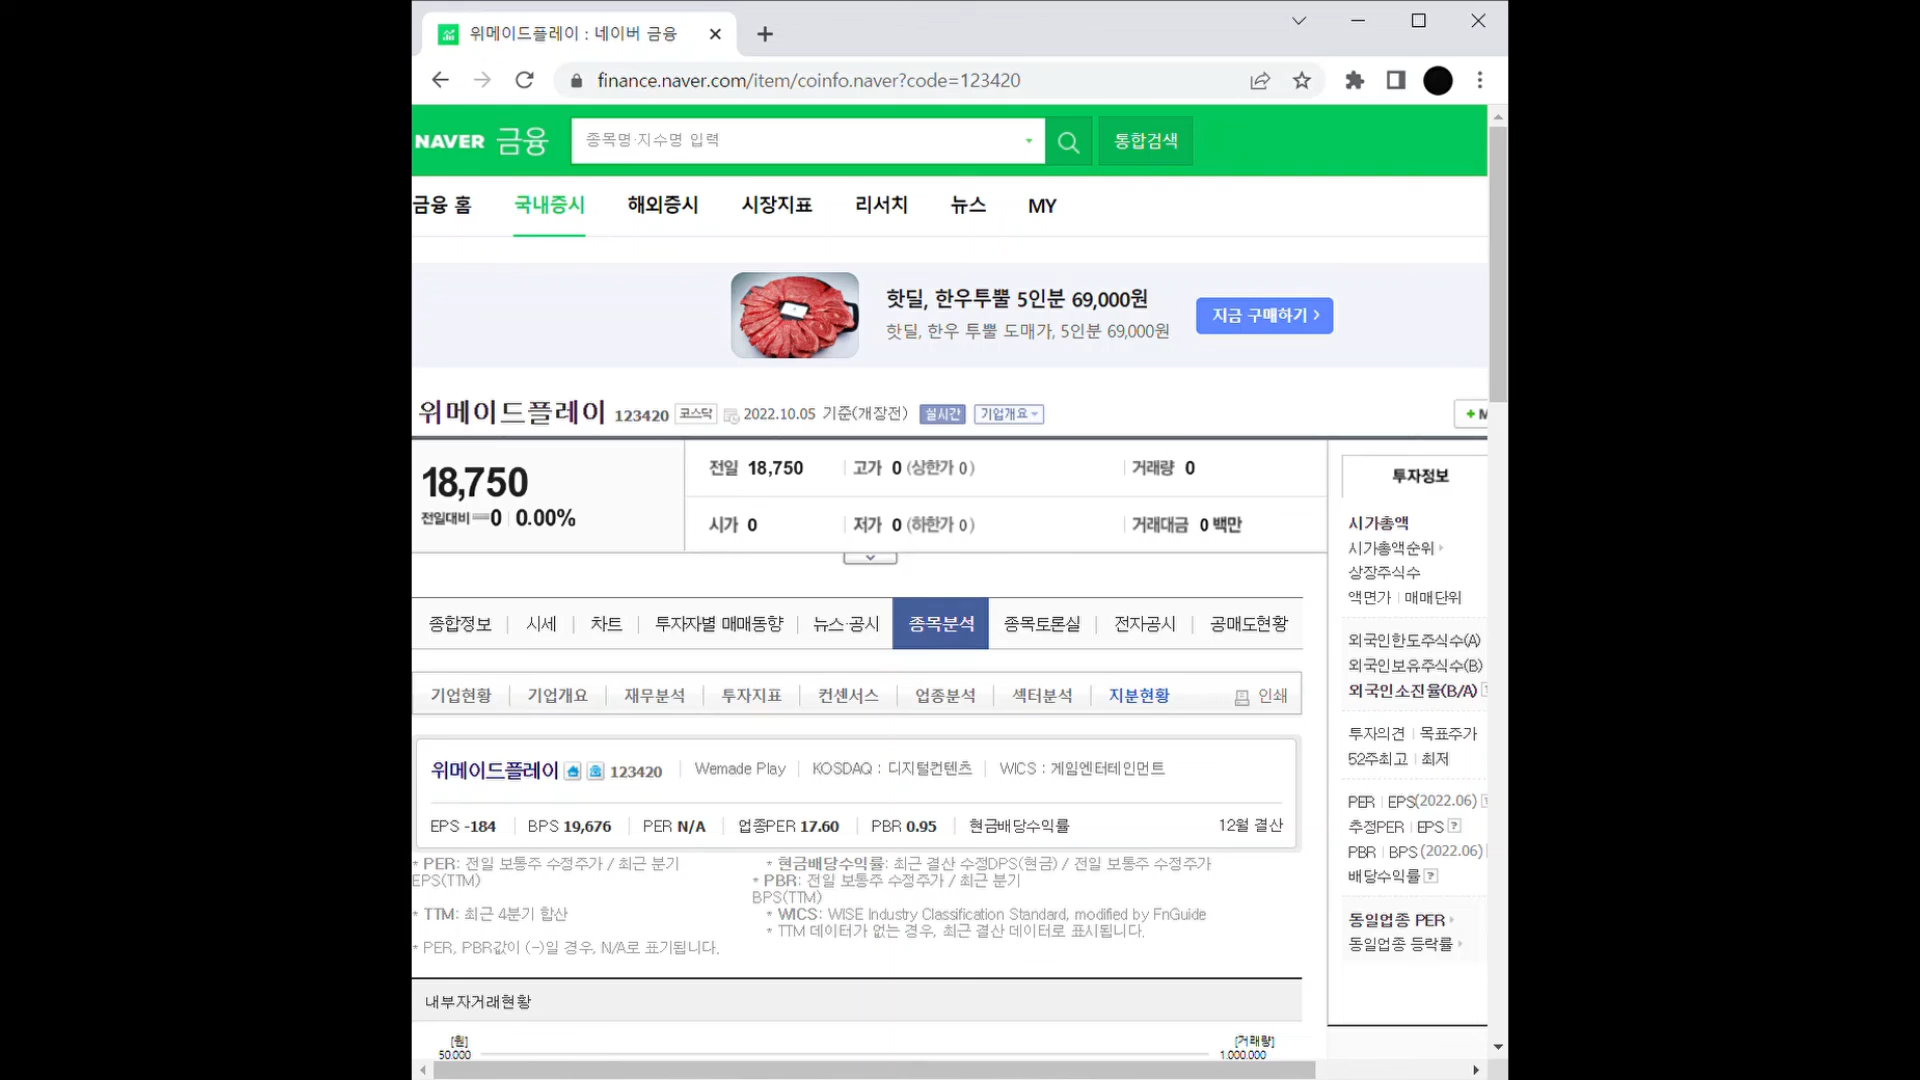 위메이드플레이 : 네이버 금융
finance.naver.com/item/coinfo.naver?code=123420
NAVER 금융 종목명·지수명 입력 통합검색
금융 홈 국내증시 해외증시 시장지표 리서치 뉴스 MY
핫딜, 한우투뿔 5인분 69,000원
핫딜, 한우 투뿔 도매가, 5인분 69,000원
지금 구매하기
위메이드플레이 123420 코스닥 2022.10.05 기준(개장전) 실시간 기업개요 + M
18,750
전일대비 0 0.00%
전일 18,750 고가 0 (상한가 0) 거래량 0
시가 0 저가 0 (하한가 0) 거래대금 0 백만
종합정보 시세 차트 투자자별 매매동향 뉴스·공시 종목분석 종목토론실 전자공시 공매도현황
기업현황 기업개요 재무분석 투자지표 컨센서스 업종분석 섹터분석 지분현황 인쇄
위메이드플레이 123420 Wemade Play KOSDAQ : 디지털컨텐츠 WICS : 게임엔터테인먼트
EPS -184 BPS 19,676 PER N/A 업종PER 17.60 PBR 0.95 현금배당수익률 12월 결산
* PER: 전일 보통주 수정주가 / 최근 분기
EPS(TTM)
* TTM: 최근 4분기 합산
* PER, PBR값이 (-)일 경우, N/A로 표기됩니다.
* 현금배당수익률: 최근 결산 수정DPS(현금) / 전일 보통주 수정주가
* PBR: 전일 보통주 수정주가 / 최근 분기
BPS(TTM)
* WICS: WISE Industry Classification Standard, modified by FnGuide
* TTM 데이터가 없는 경우, 최근 결산 데이터로 표시됩니다.
내부자거래현황
[원] [거래량]
50,000 1,000,000
투자정보
시가총액
시가총액순위
상장주식수
액면가 매매단위
외국인한도주식수(A)
외국인보유주식수(B)
외국인소진율(B/A) ?
투자의견 목표주가
52주최고 최저
PER EPS(2022.06) ?
추정PER EPS ?
PBR BPS (2022.06)
배당수익률 ?
동일업종 PER
동일업종 등락률